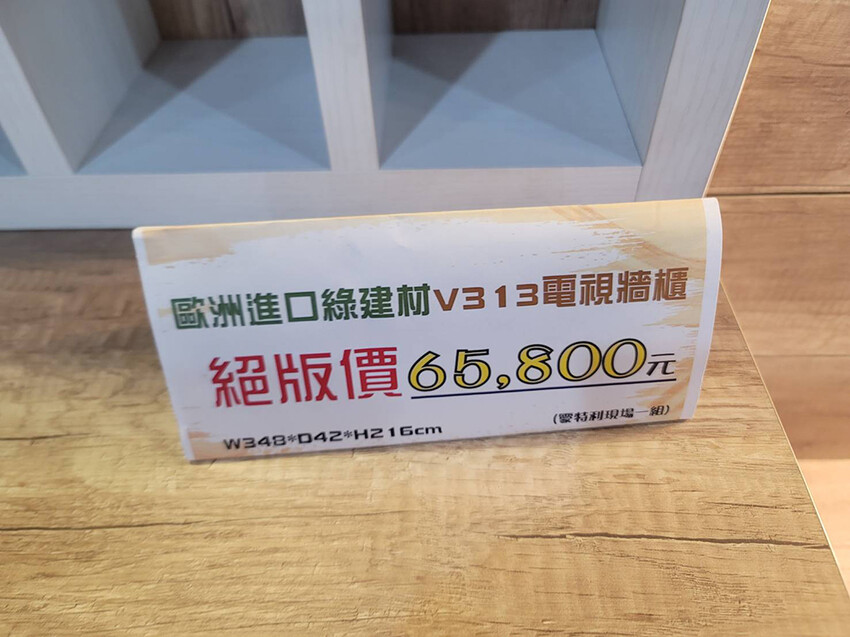 歐洲進口綠建材V313電視牆櫃
絕版價65,800元
(蒙特利現場一組)
W348*D42*H216cm